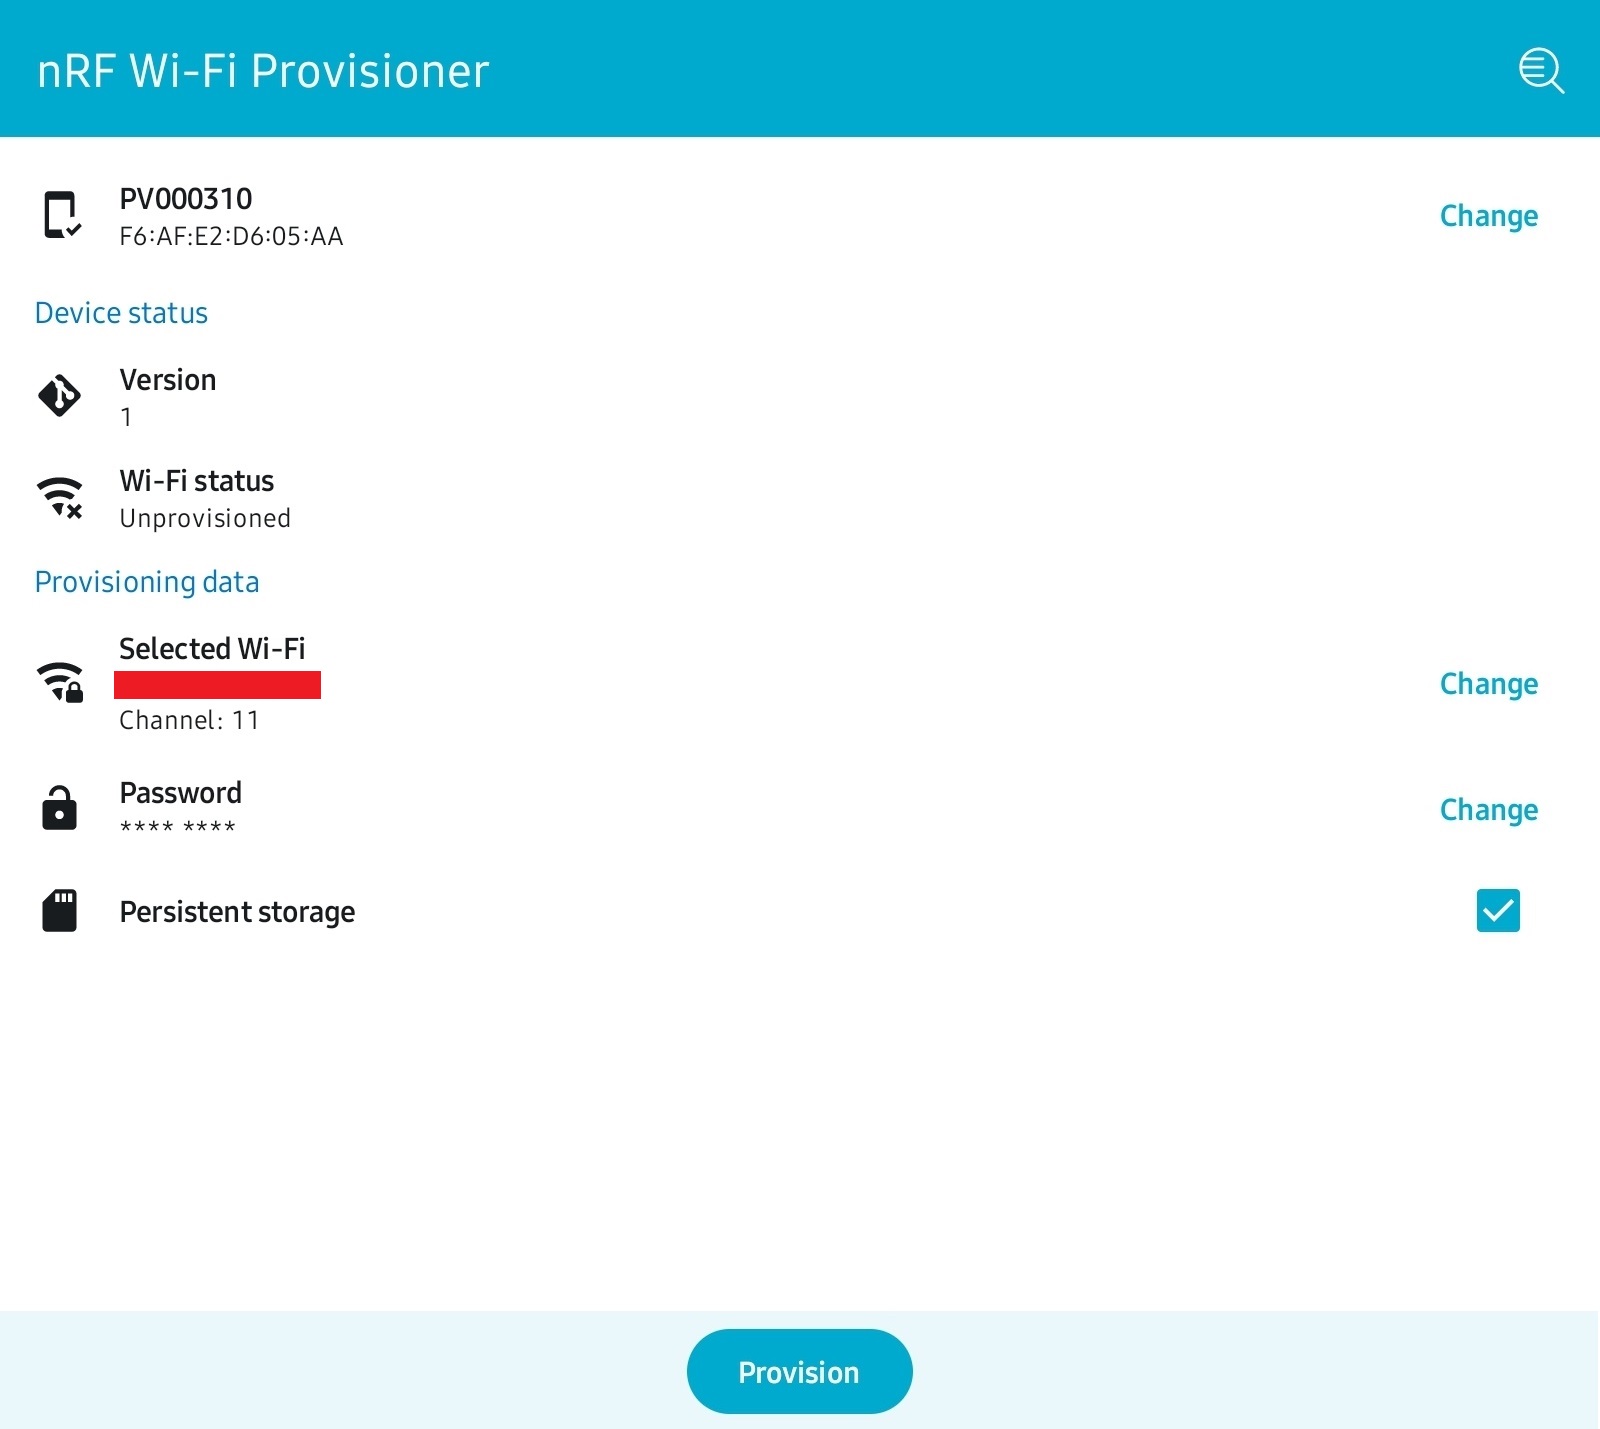 nRF Wi-Fi Provisioner
PV000310
F6:AF:E2:D6:05:AA
Change
Device status
Version
1
Wi-Fi status
Unprovisioned
Provisioning data
Selected Wi-Fi
Channel: 11
Change
Password
**** ****
Change
Persistent storage
Provision